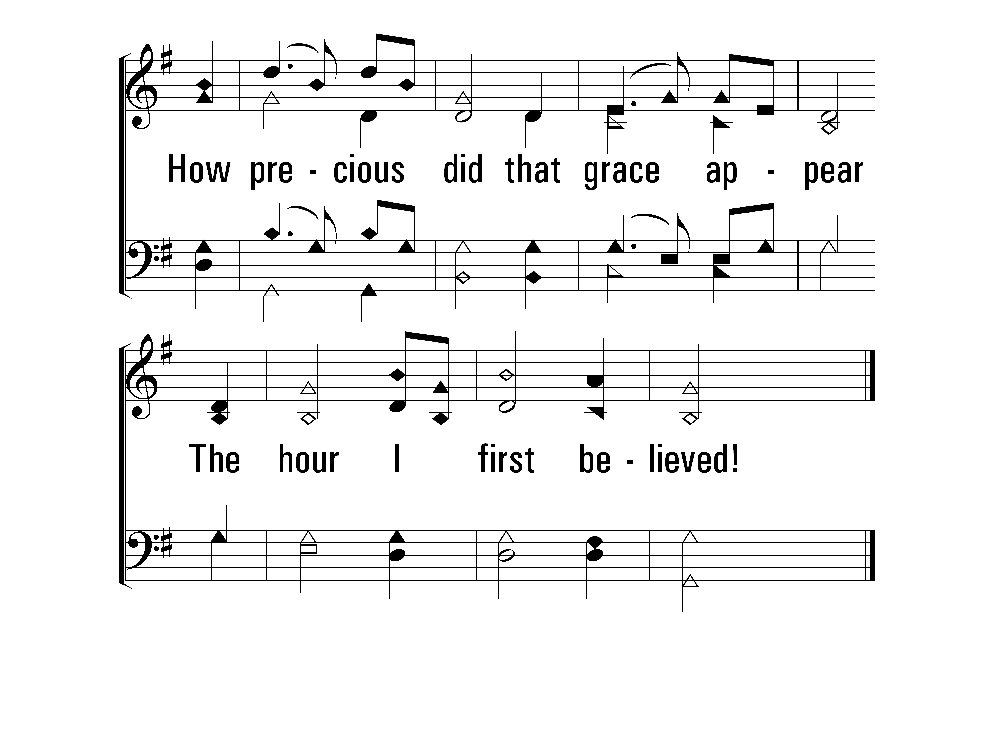 How pre - cious did that grace ap - pear
The hour I first be - lieved!